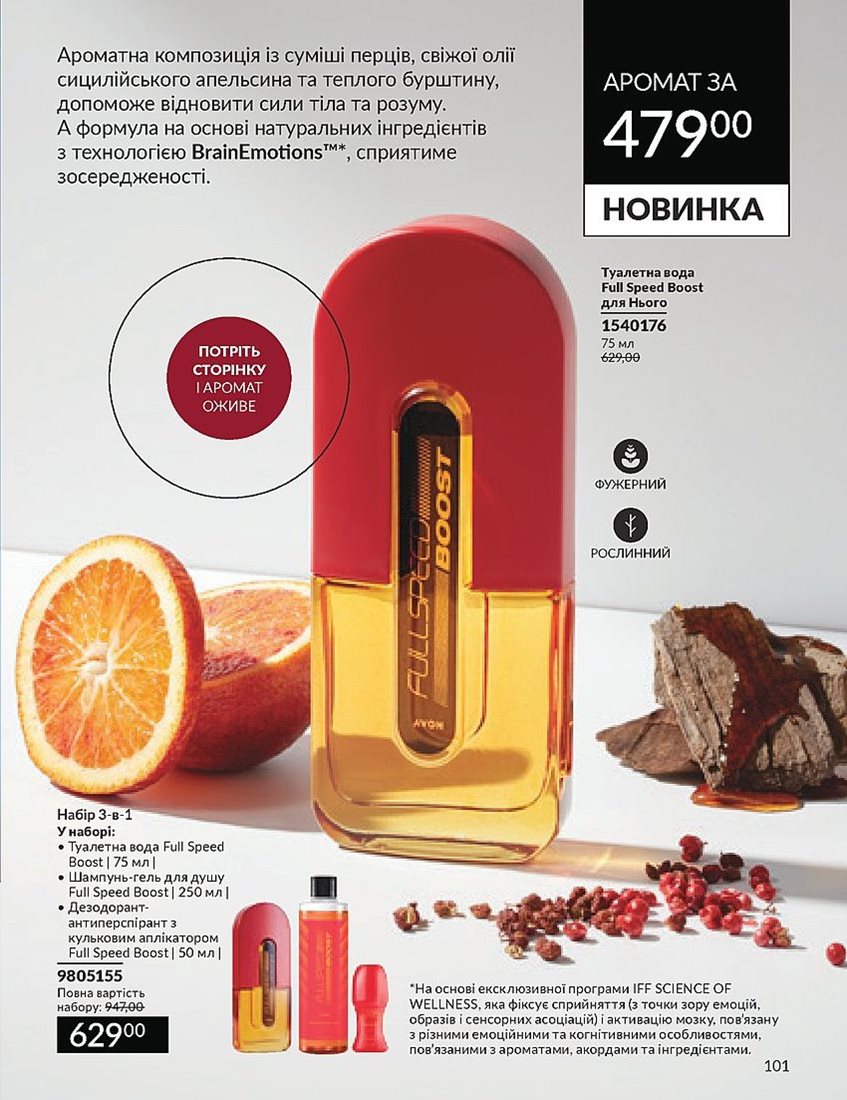 Ароматна композиція із суміші перців, свіжої олії
сицилійського апельсина та теплого бурштину,
допоможе відновити сили тіла та розуму.
А формула на основі натуральних інгредієнтів
з технологією BrainEmotions™*, сприятиме
зосередженості.
АРОМАТ ЗА
479⁰⁰
НОВИНКА
Туалетна вода
Full Speed Boost
для Нього
1540176
75 мл
629,00
ПОТРІТЬ
СТОРІНКУ
І АРОМАТ
ОЖИВЕ
ФУЖЕРНИЙ
РОСЛИННИЙ
FULLSPEED
BOOST
AVON
Набір 3-в-1
У наборі:
• Туалетна вода Full Speed
Boost | 75 мл |
• Шампунь-гель для душу
Full Speed Boost | 250 мл |
• Дезодорант-
антиперспірант з
кульковим аплікатором
Full Speed Boost | 50 мл |
9805155
Повна вартість
набору: 947,00
629⁰⁰
*На основі ексклюзивної програми IFF SCIENCE OF
WELLNESS, яка фіксує сприйняття (з точки зору емоцій,
образів і сенсорних асоціацій) і активацію мозку, пов'язану
з різними емоційними та когнітивними особливостями,
пов'язаними з ароматами, акордами та інгредієнтами.
101